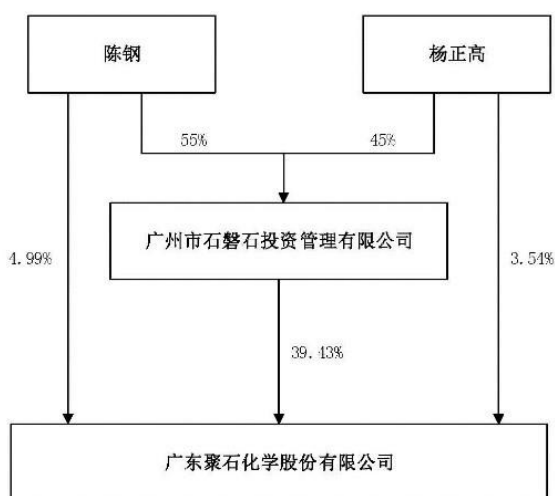 陈钢
杨正高
55%
45%
广州市石磐石投资管理有限公司
4.99%
3.54%
39.43%
广东聚石化学股份有限公司